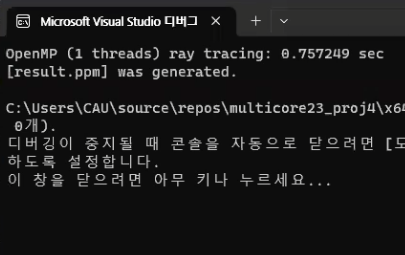 Microsoft Visual Studio 디버그
OpenMP (1 threads) ray tracing: 0.757249 sec
[result.ppm] was generated.
C:\Users\CAU\source\repos\multicore23_proj4\x64
0개).
디버깅이 중지될 때 콘솔을 자동으로 닫으려면 [도
하도록 설정합니다.
이 창을 닫으려면 아무 키나 누르세요...